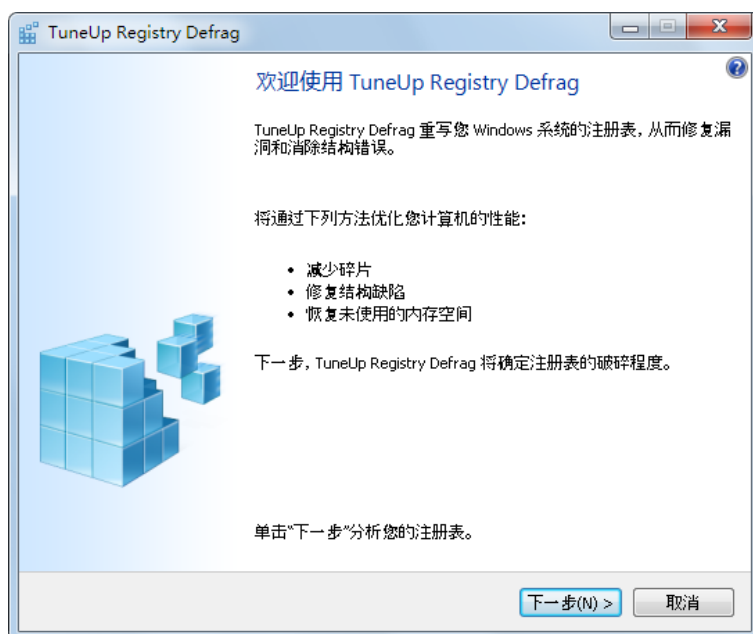 TuneUp Registry Defrag
欢迎使用 TuneUp Registry Defrag
TuneUp Registry Defrag 重写您 Windows 系统的注册表，从而修复漏
洞和消除结构错误。
将通过下列方法优化您计算机的性能：
• 减少碎片
• 修复结构缺陷
• 恢复未使用的内存空间
下一步，TuneUp Registry Defrag 将确定注册表的破碎程度。
单击“下一步”分析您的注册表。
下一步(N) >
取消